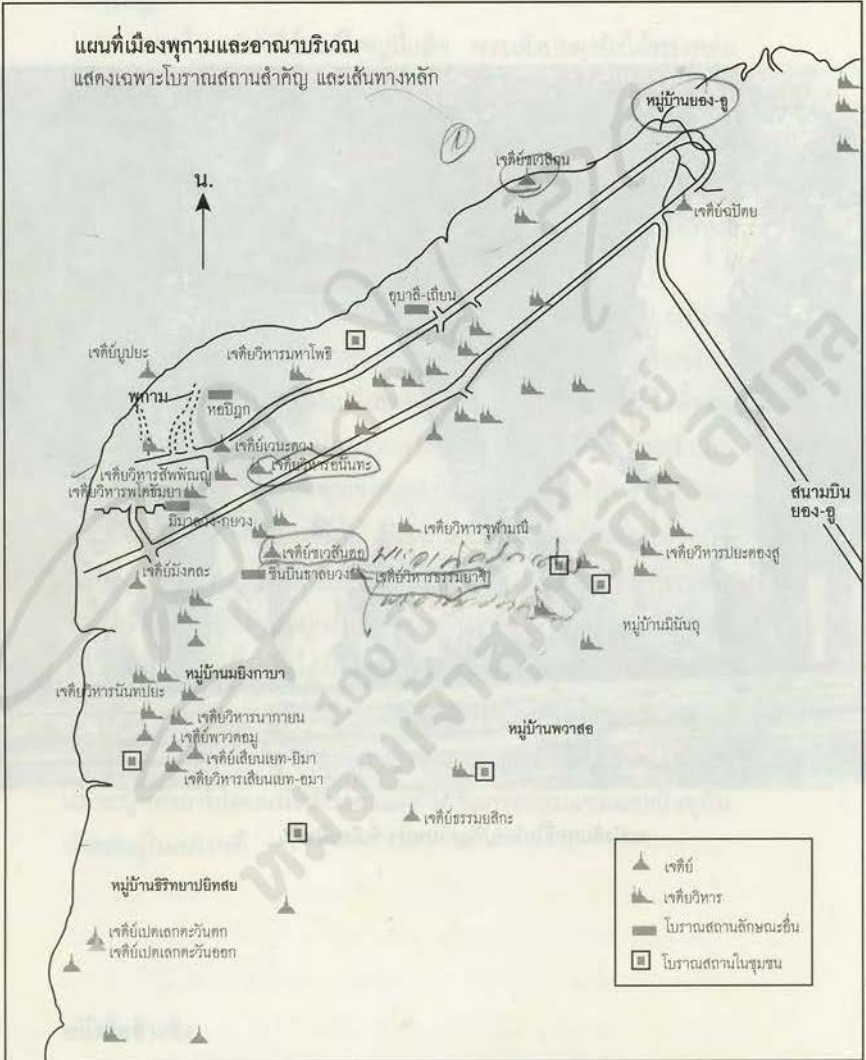 แผนที่เมืองพุกามและอาณาบริเวณ
แสดงเฉพาะโบราณสถานสำคัญ และเส้นทางหลัก
หมู่บ้านยอง-อู
เจดีย์ชเวสิกน
น.
เจดีย์ฉปัตย
อุบาลี-เถียน
เจดีย์บูปยะ
เจดีย์วิหารมหาโพธิ
พุกาม
หอปิฎก
เจดีย์เวนะควง
เจดีย์วิหารอนันทะ
เจดีย์วิหารสัพพัญญู
เจดีย์วิหารพโตธัมยา
สนามบิน
ยอง-อู
มิมาลวง-กยวง
เจดีย์วิหารจุฬามณี
เจดีย์ชเวสันดอ
เจดีย์วิหารปยะตองสู
เจดีย์มังคละ
ชินบินธาลยวง
เจดีย์วิหารธรรมยาซิ
หมู่บ้านมินันถุ
หมู่บ้านมยิงกาบา
เจดีย์วิหารนันทปยะ
เจดีย์วิหารนากายน
หมู่บ้านพวาสอ
เจดีย์พาวดอมู
เจดีย์เสียนเยท-ยิมา
เจดีย์วิหารเสียนเยท-อมา
เจดีย์ธรรมยสิกะ
หมู่บ้านธิริทยาปยิทสย
เจดีย์เปตเลกตะวันตก
เจดีย์เปตเลกตะวันออก
เจดีย์
เจดีย์วิหาร
โบราณสถานลักษณะอื่น
โบราณสถานในชุมชน
100 ปี
หม่อมเจ้าสุภัทรดิศ ดิศกุล